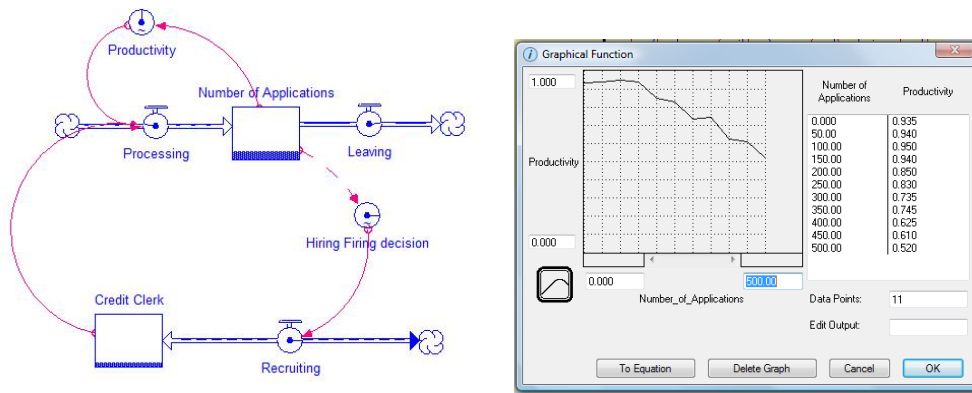 Productivity
Number of Applications
Processing
Leaving
Hiring Firing decision
Credit Clerk
Recruiting
Graphical Function
1.000
Productivity
0.000
0.000
500.00
Number_of_Applications
Number of
Applications
Productivity
0.000 0.935
50.00 0.940
100.00 0.950
150.00 0.940
200.00 0.850
250.00 0.830
300.00 0.735
350.00 0.745
400.00 0.625
450.00 0.610
500.00 0.520
Data Points: 11
Edit Output:
To Equation
Delete Graph
Cancel
OK